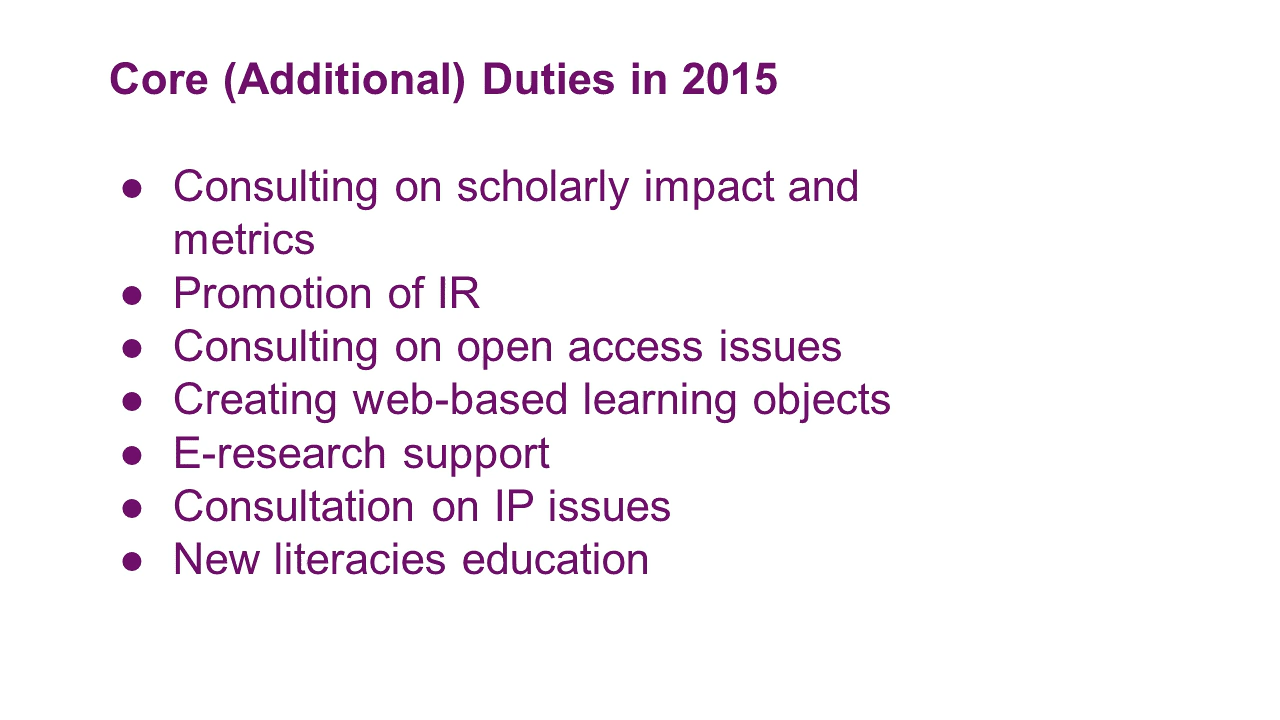 Core (Additional) Duties in 2015
● Consulting on scholarly impact and
metrics
● Promotion of IR
● Consulting on open access issues
● Creating web-based learning objects
● E-research support
● Consultation on IP issues
● New literacies education